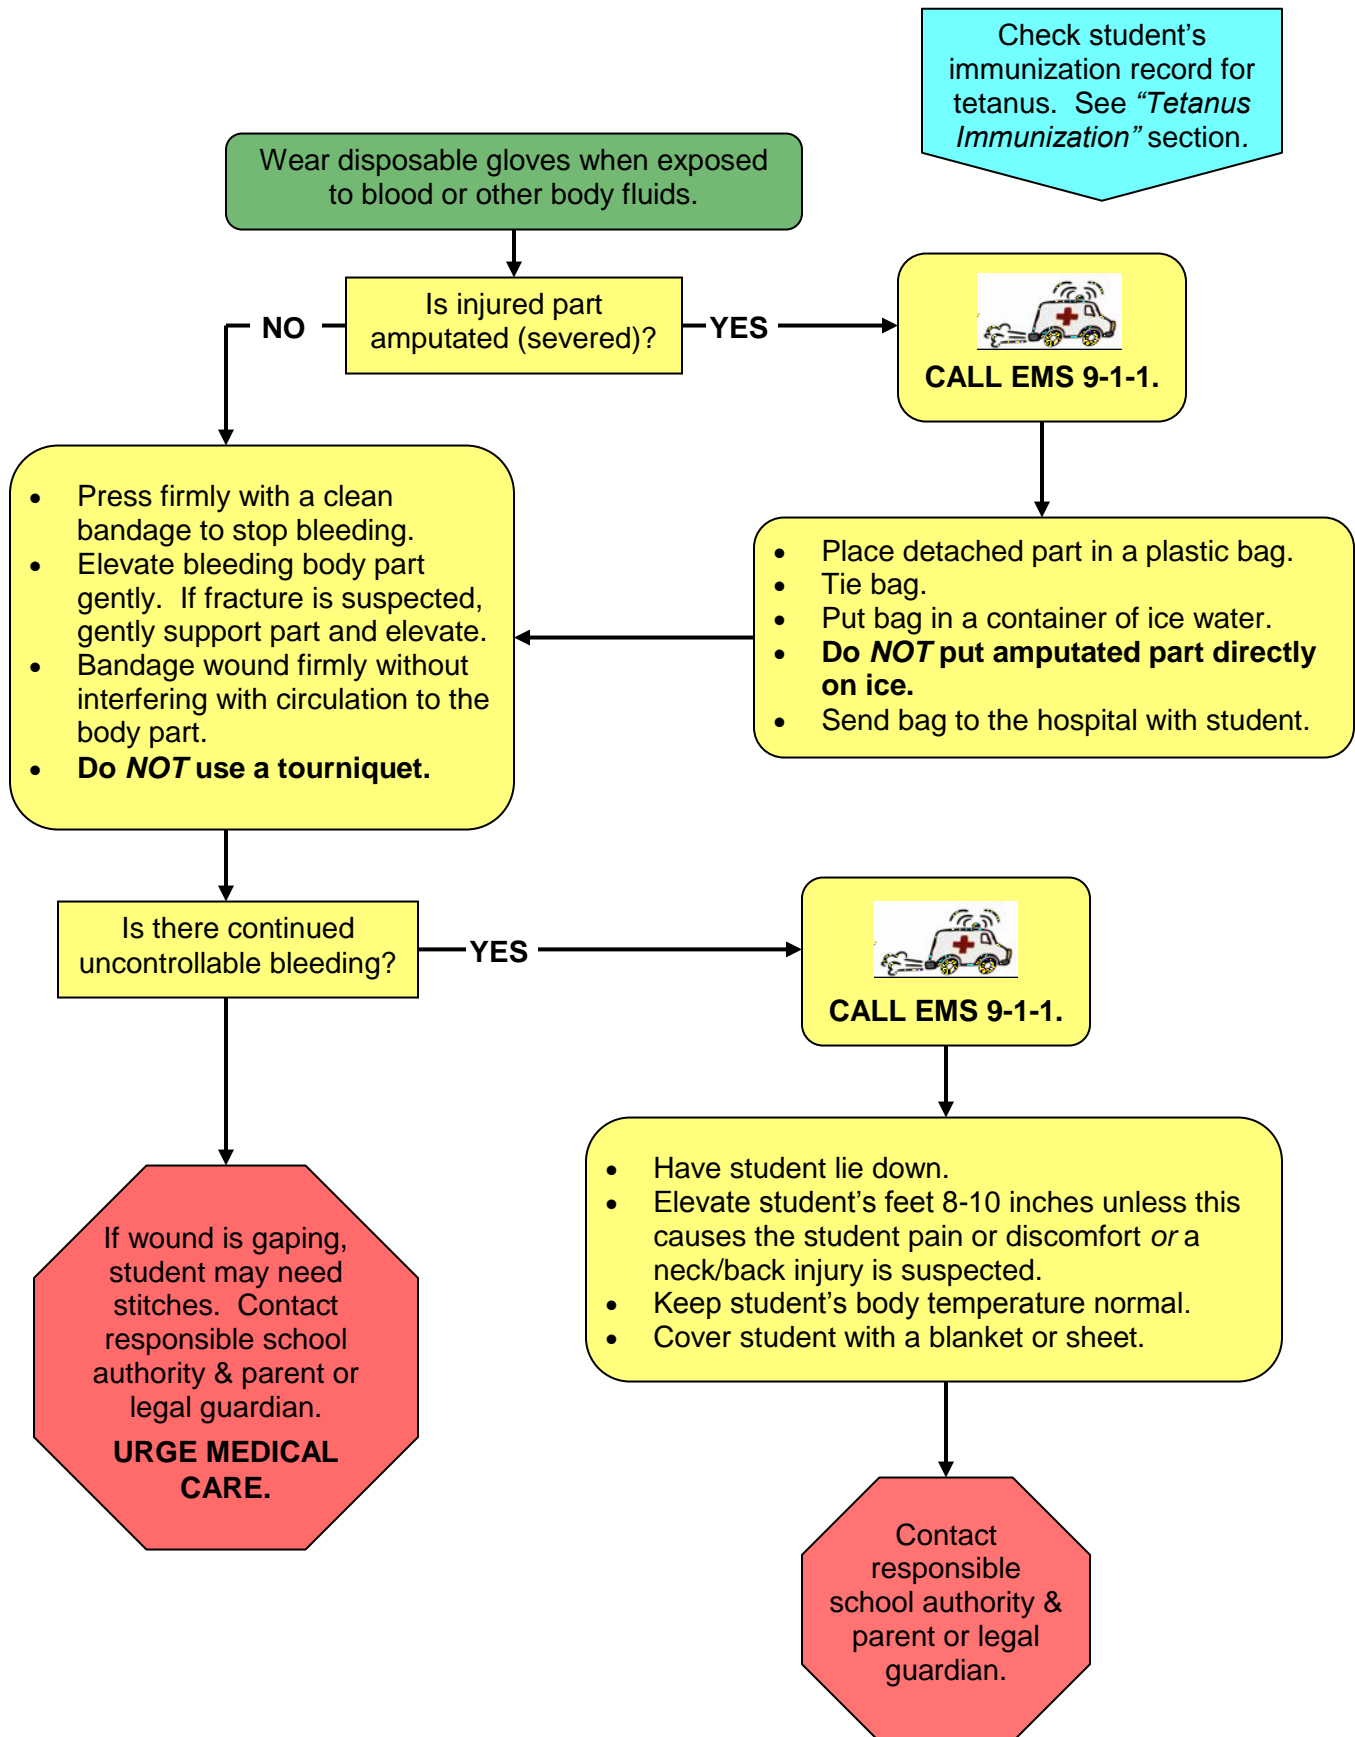 Check student’s
immunization record for
tetanus. See “Tetanus
Immunization” section.
Wear disposable gloves when exposed
to blood or other body fluids.
Is injured part
amputated (severed)?
NO
YES
CALL EMS 9-1-1.
• Press firmly with a clean
bandage to stop bleeding.
• Elevate bleeding body part
gently. If fracture is suspected,
gently support part and elevate.
• Bandage wound firmly without
interfering with circulation to the
body part.
• Do NOT use a tourniquet.
• Place detached part in a plastic bag.
• Tie bag.
• Put bag in a container of ice water.
• Do NOT put amputated part directly
on ice.
• Send bag to the hospital with student.
Is there continued
uncontrollable bleeding?
YES
CALL EMS 9-1-1.
• Have student lie down.
• Elevate student’s feet 8-10 inches unless this
causes the student pain or discomfort or a
neck/back injury is suspected.
• Keep student’s body temperature normal.
• Cover student with a blanket or sheet.
If wound is gaping,
student may need
stitches. Contact
responsible school
authority & parent or
legal guardian.
URGE MEDICAL
CARE.
Contact
responsible
school authority &
parent or legal
guardian.